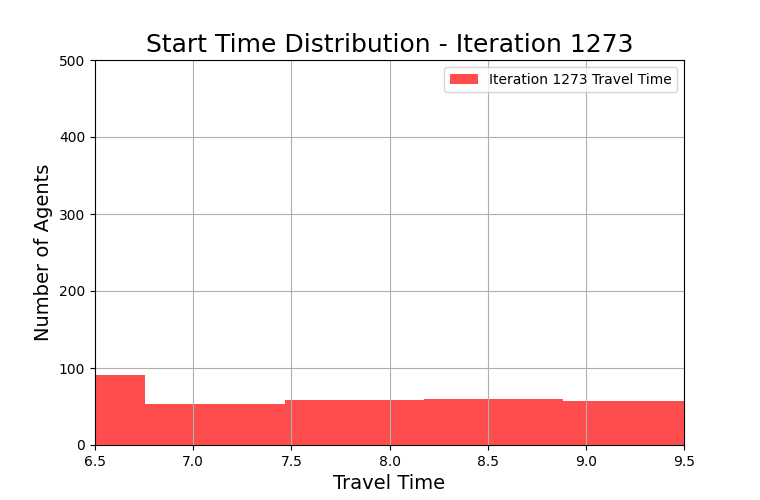 Start Time Distribution - Iteration 1273
Iteration 1273 Travel Time
Number of Agents
500
400
300
200
100
0
6.5 7.0 7.5 8.0 8.5 9.0 9.5
Travel Time